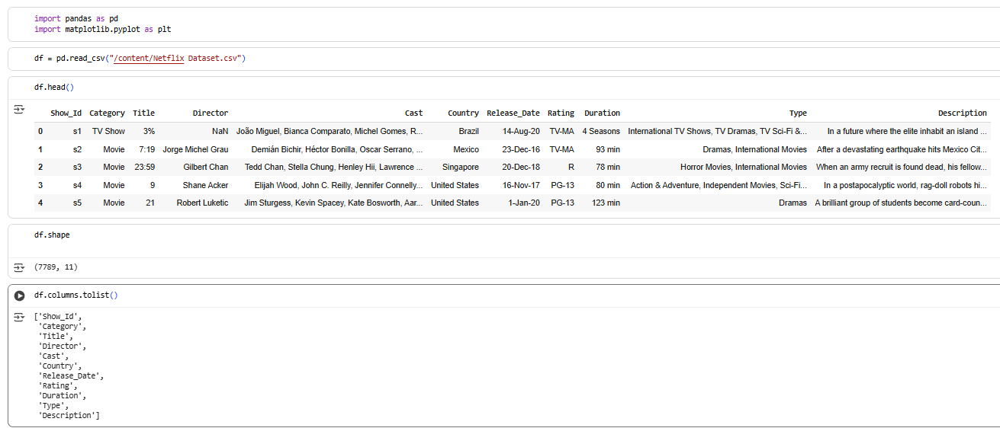 import pandas as pd
import matplotlib.pyplot as plt
df = pd.read_csv("/content/Netflix Dataset.csv")
df.head()
Show_Id Category Title Director Cast Country Release_Date Rating Duration Type Description
0 s1 TV Show 3% NaN João Miguel, Bianca Comparato, Michel Gomes, R... Brazil 14-Aug-20 TV-MA 4 Seasons International TV Shows, TV Dramas, TV Sci-Fi &... In a future where the elite inhabit an island ...
1 s2 Movie 7:19 Jorge Michel Grau Demián Bichir, Héctor Bonilla, Oscar Serrano, ... Mexico 23-Dec-16 TV-MA 93 min Dramas, International Movies After a devastating earthquake hits Mexico Cit...
2 s3 Movie 23:59 Gilbert Chan Tedd Chan, Stella Chung, Henley Hii, Lawrence ... Singapore 20-Dec-18 R 78 min Horror Movies, International Movies When an army recruit is found dead, his fellow...
3 s4 Movie 9 Shane Acker Elijah Wood, John C. Reilly, Jennifer Connelly... United States 16-Nov-17 PG-13 80 min Action & Adventure, Independent Movies, Sci-Fi... In a postapocalyptic world, rag-doll robots hi...
4 s5 Movie 21 Robert Luketic Jim Sturgess, Kevin Spacey, Kate Bosworth, Aar... United States 1-Jan-20 PG-13 123 min Dramas A brilliant group of students become card-coun...
df.shape
(7789, 11)
df.columns.tolist()
['Show_Id',
'Category',
'Title',
'Director',
'Cast',
'Country',
'Release_Date',
'Rating',
'Duration',
'Type',
'Description']